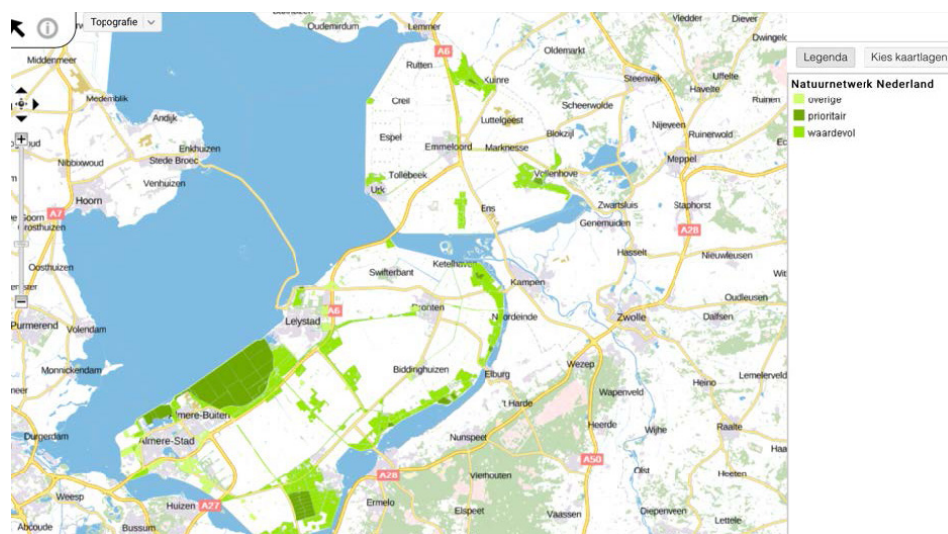 Topografie
Oudemirdum
Lemmer
Vledder
Diever
Dwingelo
A6
Middenmeer
Rutten
Oldemarkt
Legenda
Kies kaartlagen
Kuinre
Steenwijk
Uffelte
Havelte
Natuurnetwerk Nederland
Medemblik
Creil
Scheerwolde
Ruinen
overige
Andijk
Luttelgeest
prioritair
Espel
Blokzijl
Nijeveen
Ruinerwold
waardevol
Enkhuizen
Emmeloord
Marknesse
Nibbixwoud
Stede Broec
Meppel
Venhuizen
Tollebeek
Vollenhove
Urk
Hoorn
Zwartsluis
Staphorst
A7
Ens
Genemuiden
A28
Grosthuizen
Hasselt
Nieuwleusen
Oosthuizen
Swifterbant
Ketelhaven
Kampen
Oudleusen
A6
Dronten
Noordeinde
Zwolle
Dalfsen
Purmerend
Volendam
Lelystad
Monnickendam
Biddinghuizen
Elburg
Wezep
Heino
Lemelerveld
't Harde
Wapenveld
Almere-Buiten
Durgerdam
Almere-Stad
Nunspeet
Heerde
Wijhe
Raalte
A50
A28
Vierhouten
Olst
Heeten
Weesp
Huizen
A27
Ermelo
Elspeet
Vaassen
Diepenveen
Lettele
Abcoude
Bussum